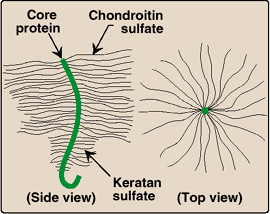 Core
protein
Chondroitin
sulfate
Keratan
sulfate
(Side view)
(Top view)